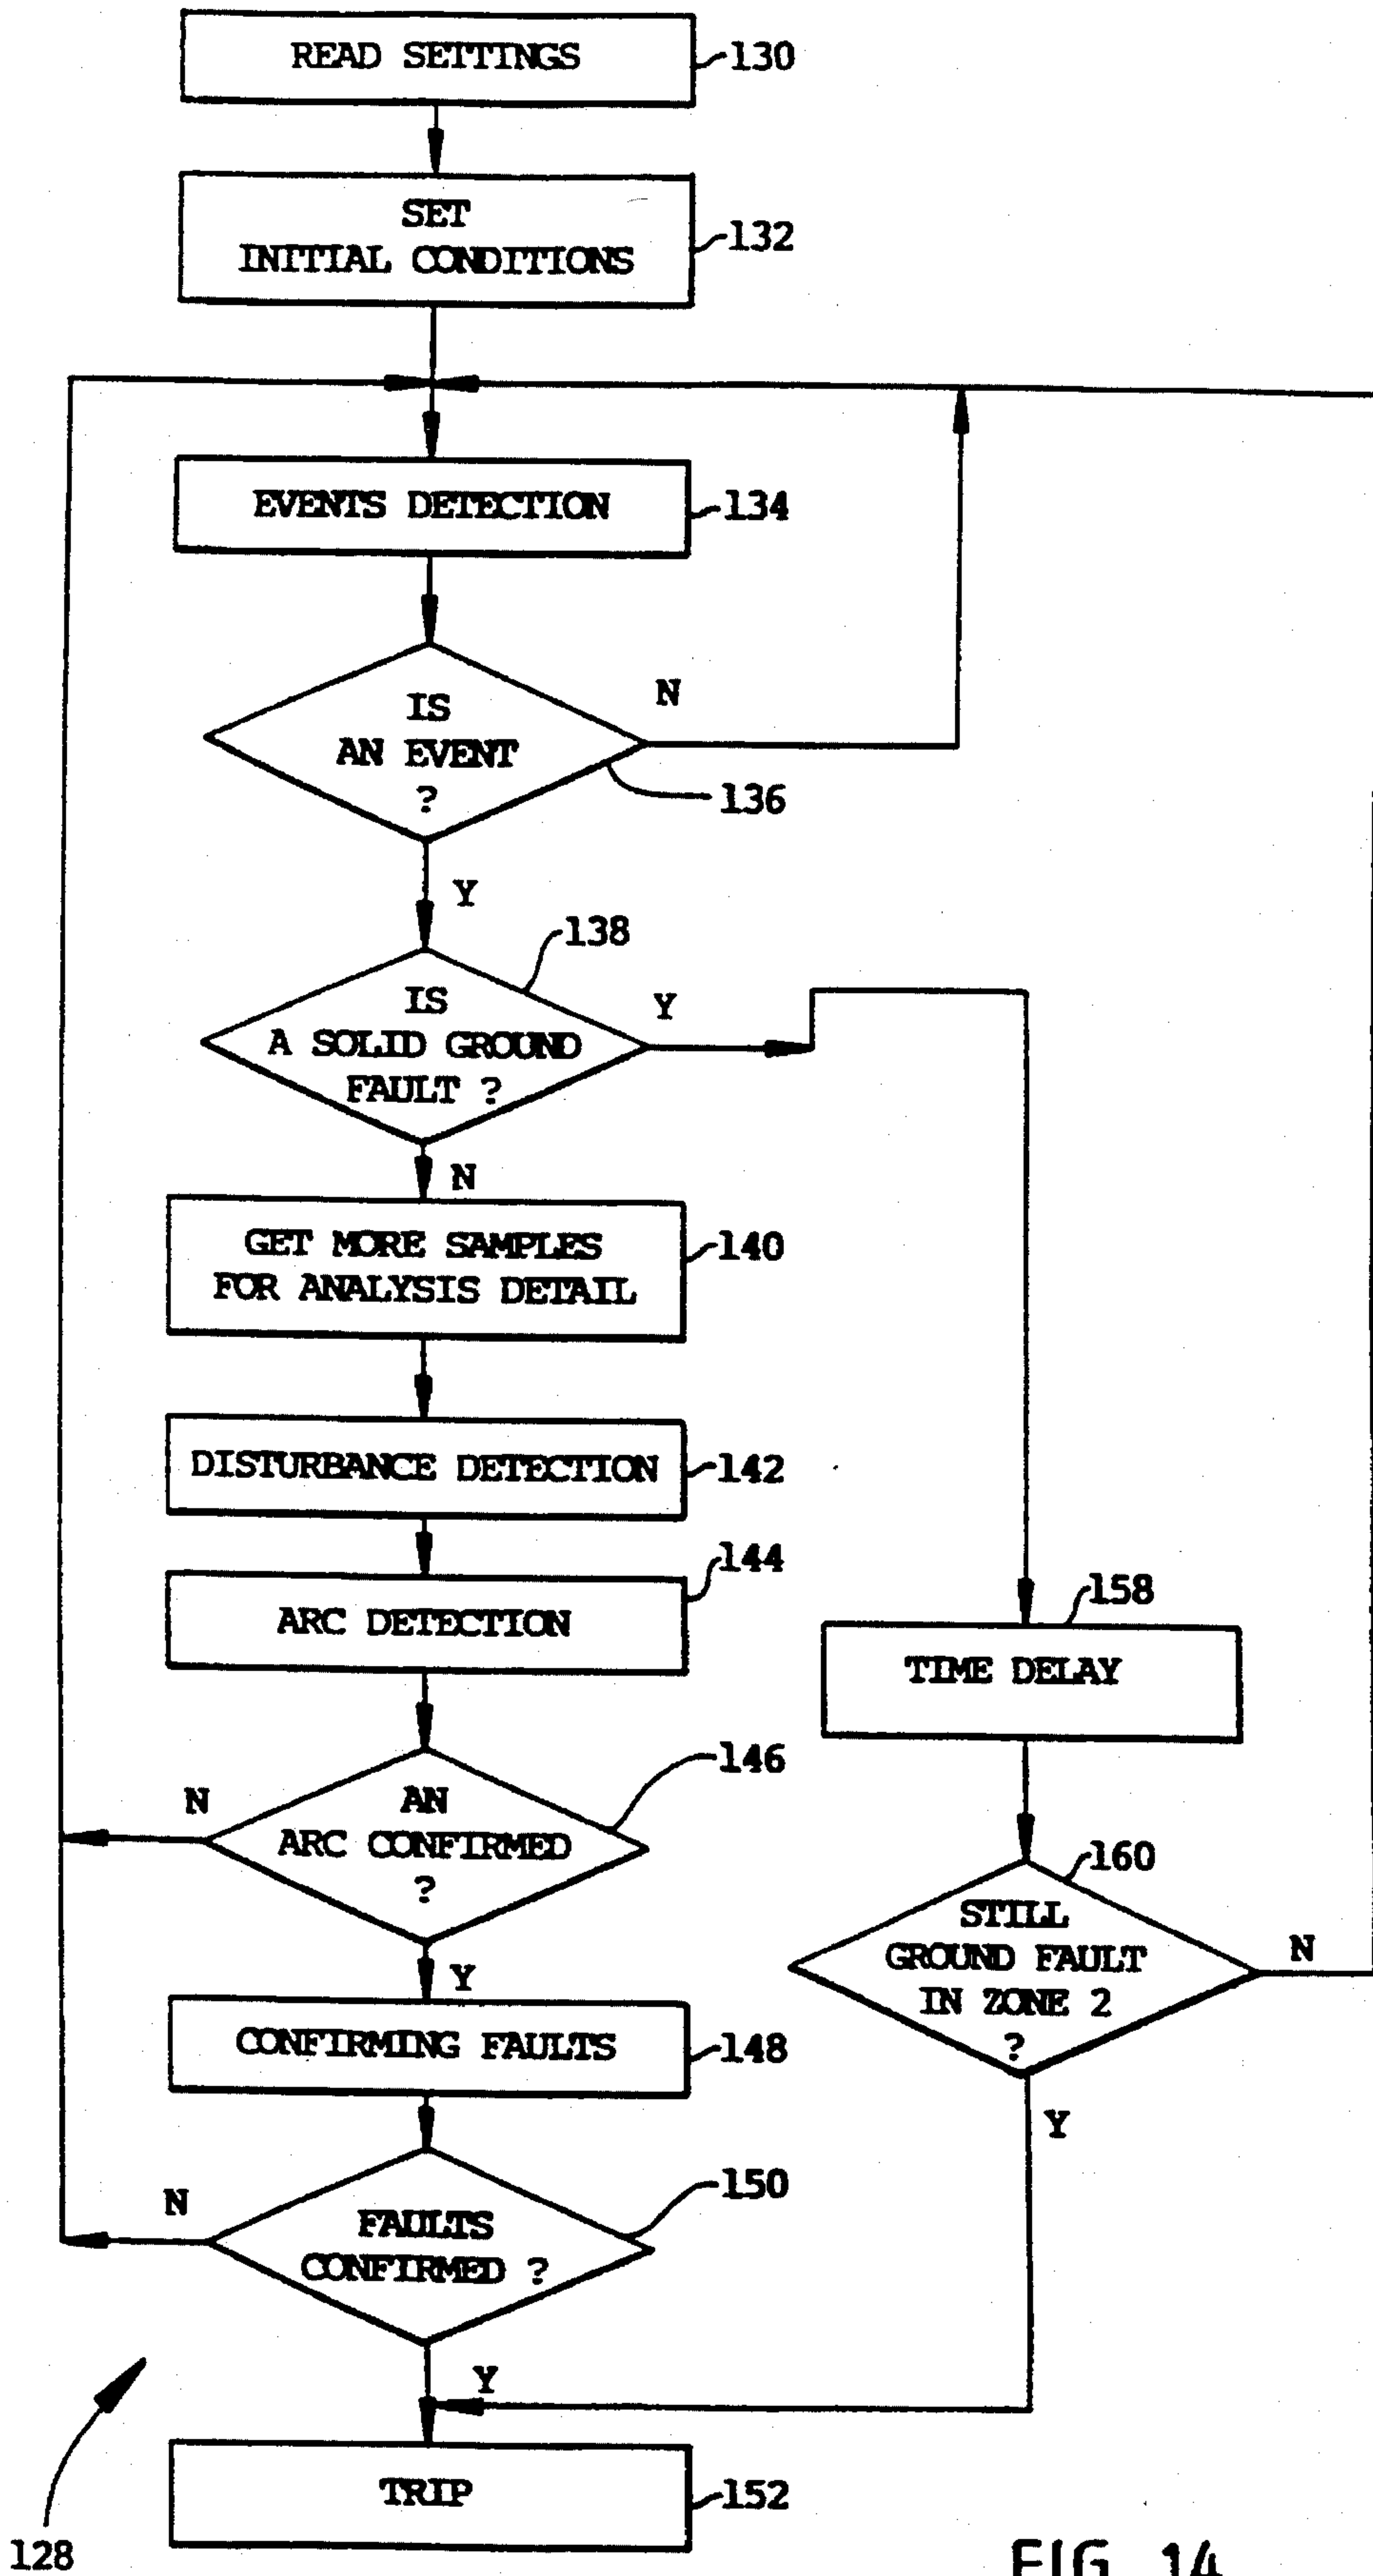 READ SETTINGS
130
SET
INITIAL CONDITIONS
132
EVENTS DETECTION
134
IS
AN EVENT
?
N
136
Y
138
IS
A SOLID GROUND
FAULT ?
Y
N
GET MORE SAMPLES
FOR ANALYSIS DETAIL
140
DISTURBANCE DETECTION
142
ARC DETECTION
144
158
TIME DELAY
146
AN
ARC CONFIRMED
?
N
Y
160
STILL
GROUND FAULT
IN ZONE 2
?
N
Y
CONFIRMING FAULTS
148
150
FAULTS
CONFIRMED ?
N
Y
TRIP
152
128
FIG. 14